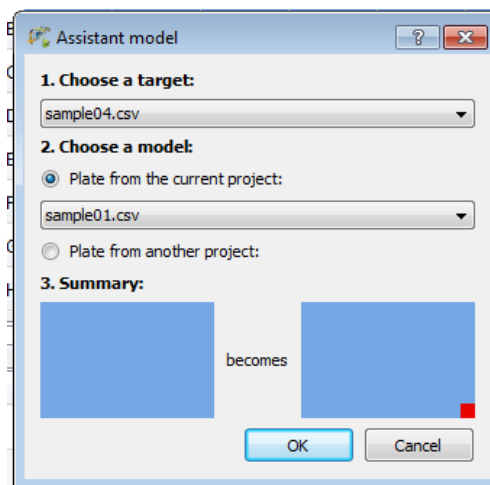 Assistant model
?
1. Choose a target:
sample04.csv
2. Choose a model:
Plate from the current project:
sample01.csv
Plate from another project:
3. Summary:
becomes
OK Cancel